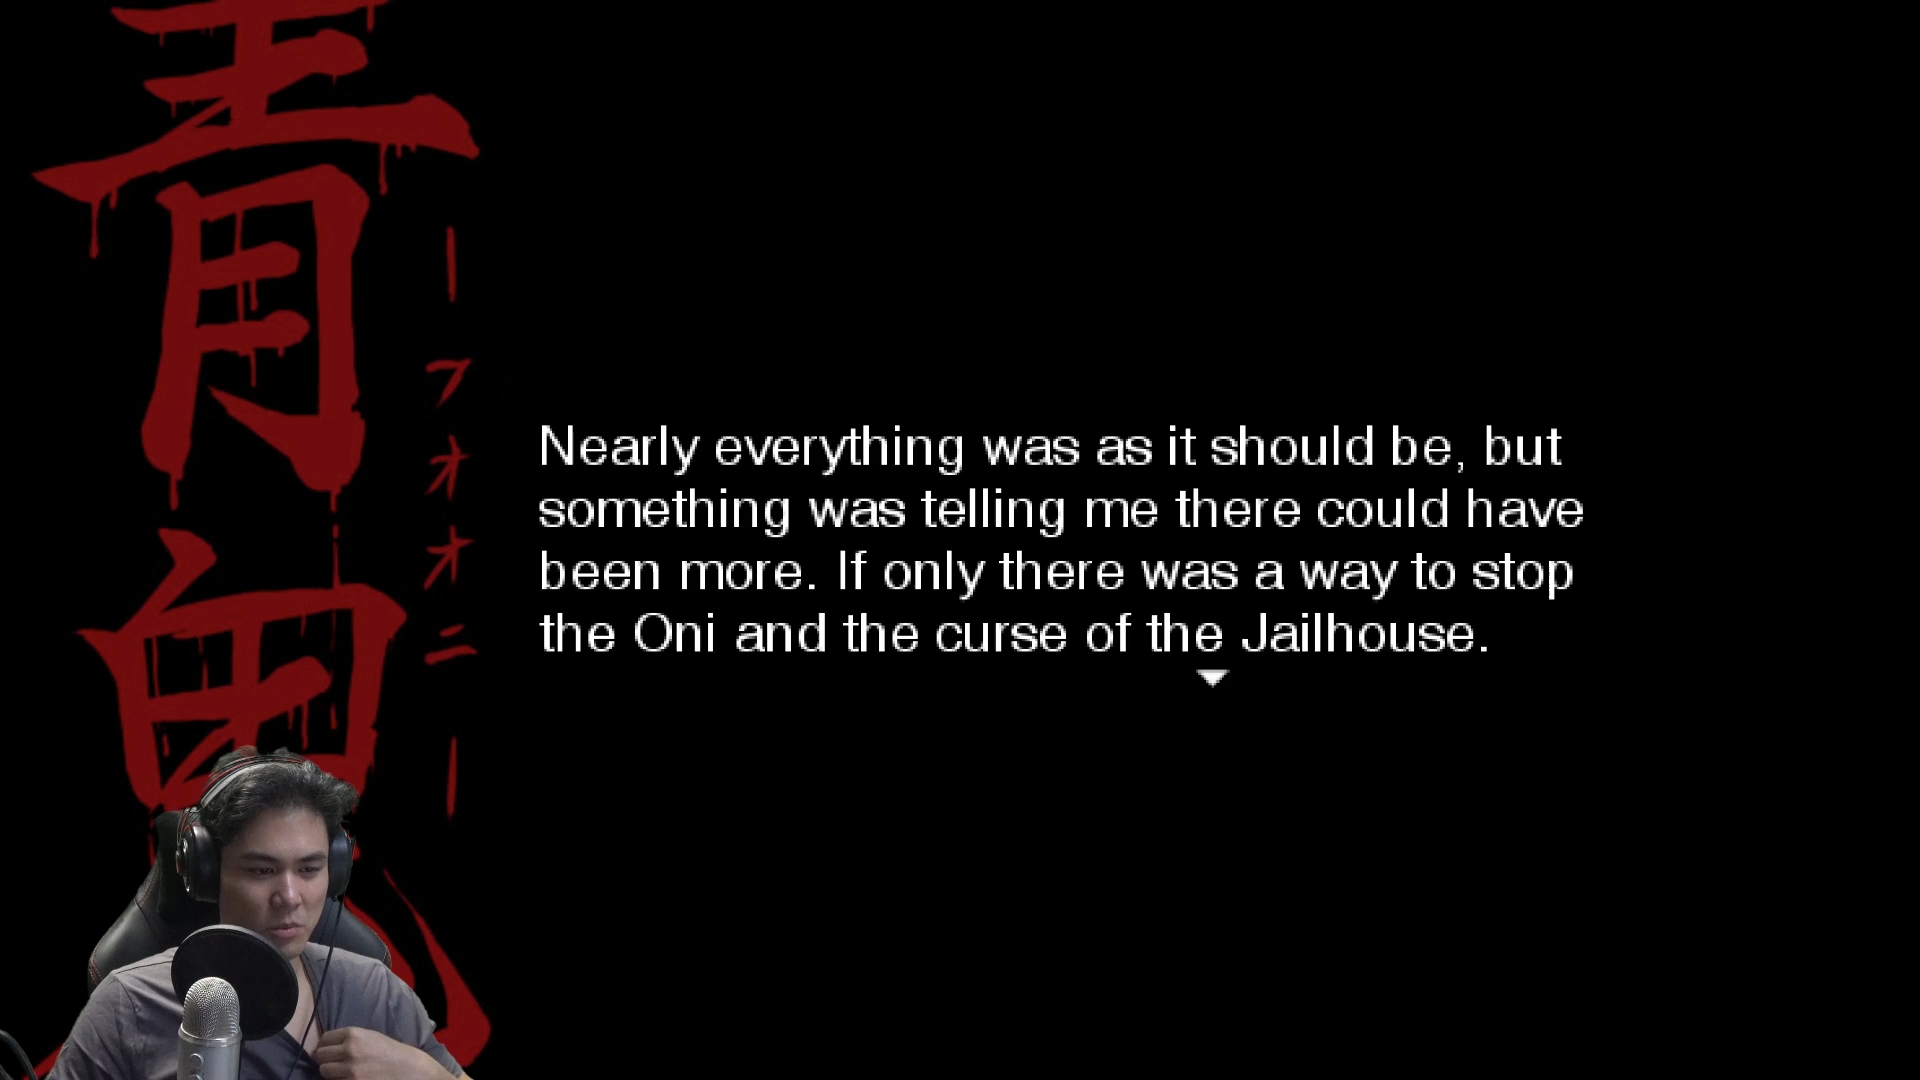 青鬼
ーアオオニー
Nearly everything was as it should be, but
something was telling me there could have
been more. If only there was a way to stop
the Oni and the curse of the Jailhouse.